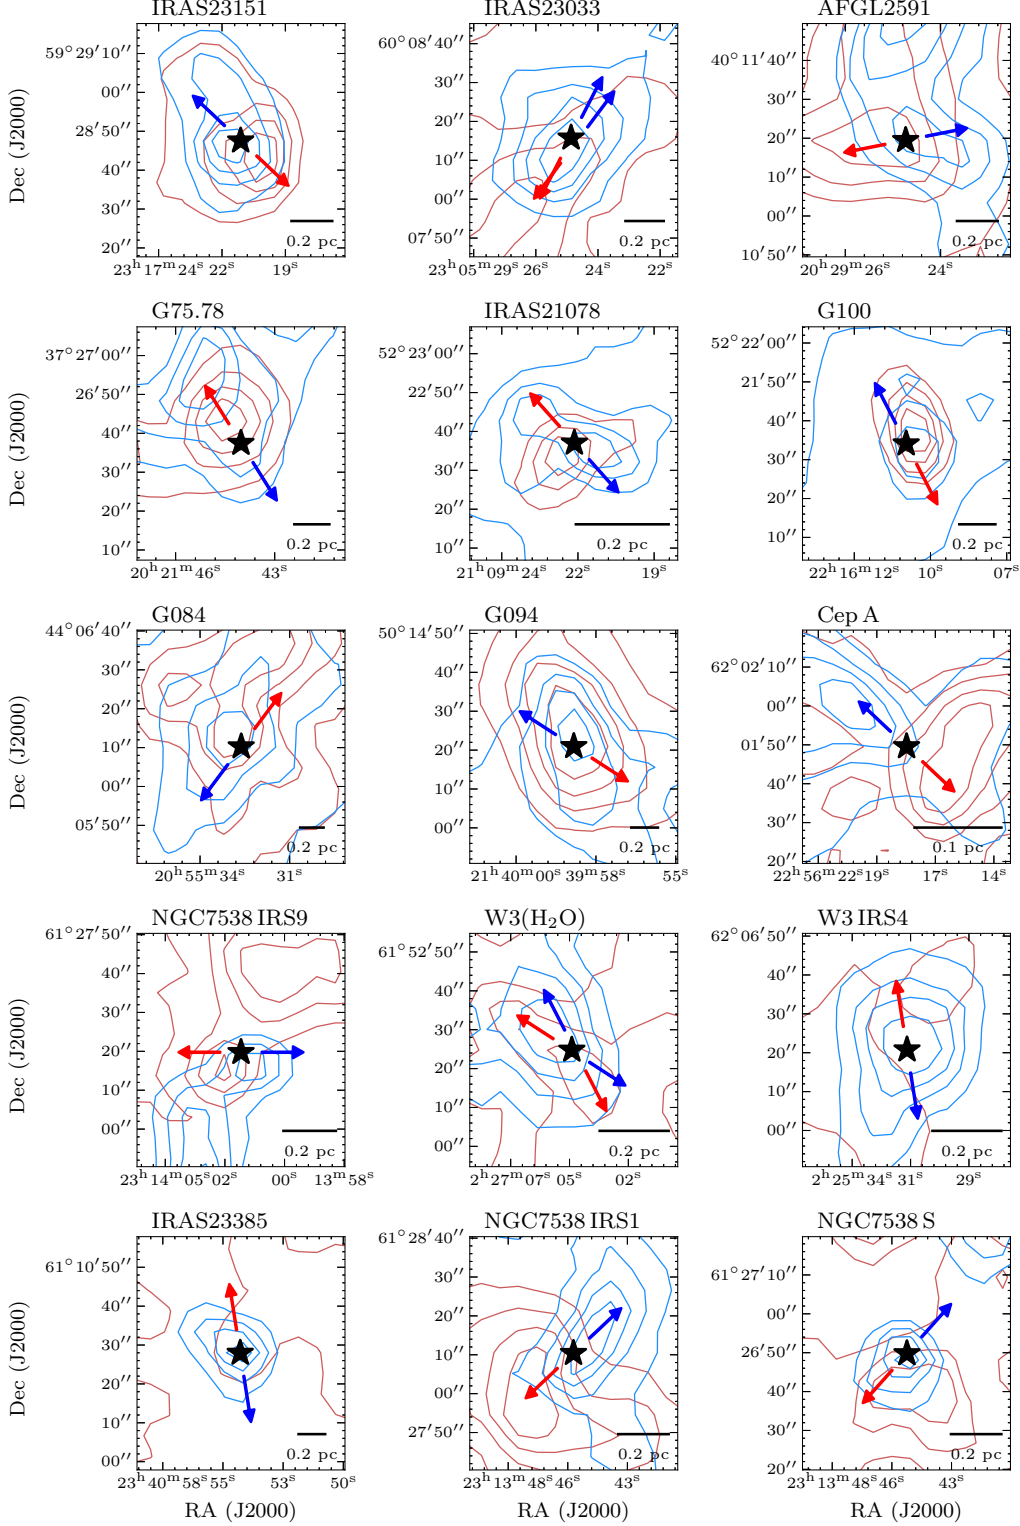 IRAS23151
IRAS23033
AFGL2591
Dec (J2000)
59°29′10″
00″
28′50″
40″
30″
20″
0.2 pc
23ʰ17ᵐ24ˢ
22ˢ
19ˢ
60°08′40″
30″
20″
10″
00″
07′50″
0.2 pc
23ʰ05ᵐ29ˢ
26ˢ
24ˢ
22ˢ
40°11′40″
30″
20″
10″
00″
10′50″
0.2 pc
20ʰ29ᵐ26ˢ
24ˢ
G75.78
IRAS21078
G100
Dec (J2000)
37°27′00″
26′50″
40″
30″
20″
10″
0.2 pc
20ʰ21ᵐ46ˢ
43ˢ
52°23′00″
22′50″
40″
30″
20″
10″
0.2 pc
21ʰ09ᵐ24ˢ
22ˢ
19ˢ
52°22′00″
21′50″
40″
30″
20″
10″
0.2 pc
22ʰ16ᵐ12ˢ
10ˢ
07ˢ
G084
G094
Cep A
Dec (J2000)
44°06′40″
30″
20″
10″
00″
05′50″
0.2 pc
20ʰ55ᵐ34ˢ
31ˢ
50°14′50″
40″
30″
20″
10″
00″
0.2 pc
21ʰ40ᵐ00ˢ
39ᵐ58ˢ
55ˢ
62°02′10″
00″
01′50″
40″
30″
20″
0.1 pc
22ʰ56ᵐ22ˢ
19ˢ
17ˢ
14ˢ
NGC7538 IRS9
W3(H₂O)
W3 IRS4
Dec (J2000)
61°27′50″
40″
30″
20″
10″
00″
0.2 pc
23ʰ14ᵐ05ˢ
02ˢ
00ˢ
13ᵐ58ˢ
61°52′50″
40″
30″
20″
10″
00″
0.2 pc
2ʰ27ᵐ07ˢ
05ˢ
02ˢ
62°06′50″
40″
30″
20″
10″
00″
0.2 pc
2ʰ25ᵐ34ˢ
31ˢ
29ˢ
IRAS23385
NGC7538 IRS1
NGC7538 S
Dec (J2000)
61°10′50″
40″
30″
20″
10″
00″
0.2 pc
23ʰ40ᵐ58ˢ
55ˢ
53ˢ
50ˢ
61°28′40″
30″
20″
10″
00″
27′50″
0.2 pc
23ʰ13ᵐ48ˢ
46ˢ
43ˢ
61°27′10″
00″
26′50″
40″
30″
20″
0.2 pc
23ʰ13ᵐ48ˢ
46ˢ
43ˢ
RA (J2000)
RA (J2000)
RA (J2000)